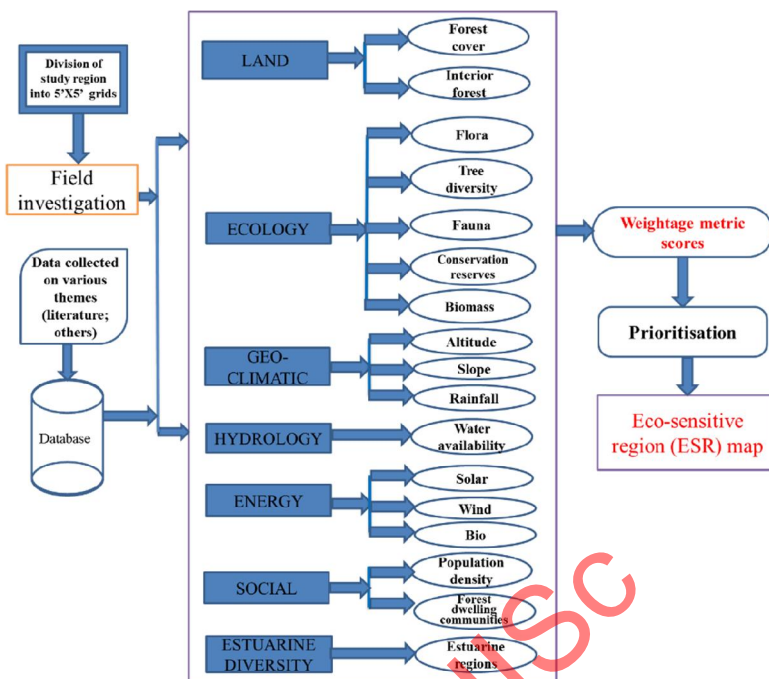 Division of
study region
into 5'X5' grids
Field
investigation
Data collected
on various
themes
(literature;
others)
Database
LAND
Forest
cover
Interior
forest
ECOLOGY
Flora
Tree
diversity
Fauna
Conservation
reserves
Biomass
GEO-
CLIMATIC
Altitude
Slope
Rainfall
HYDROLOGY
Water
availability
ENERGY
Solar
Wind
Bio
SOCIAL
Population
density
Forest
dwelling
communities
ESTUARINE
DIVERSITY
Estuarine
regions
Weightage metric
scores
Prioritisation
Eco-sensitive
region (ESR) map
IISc